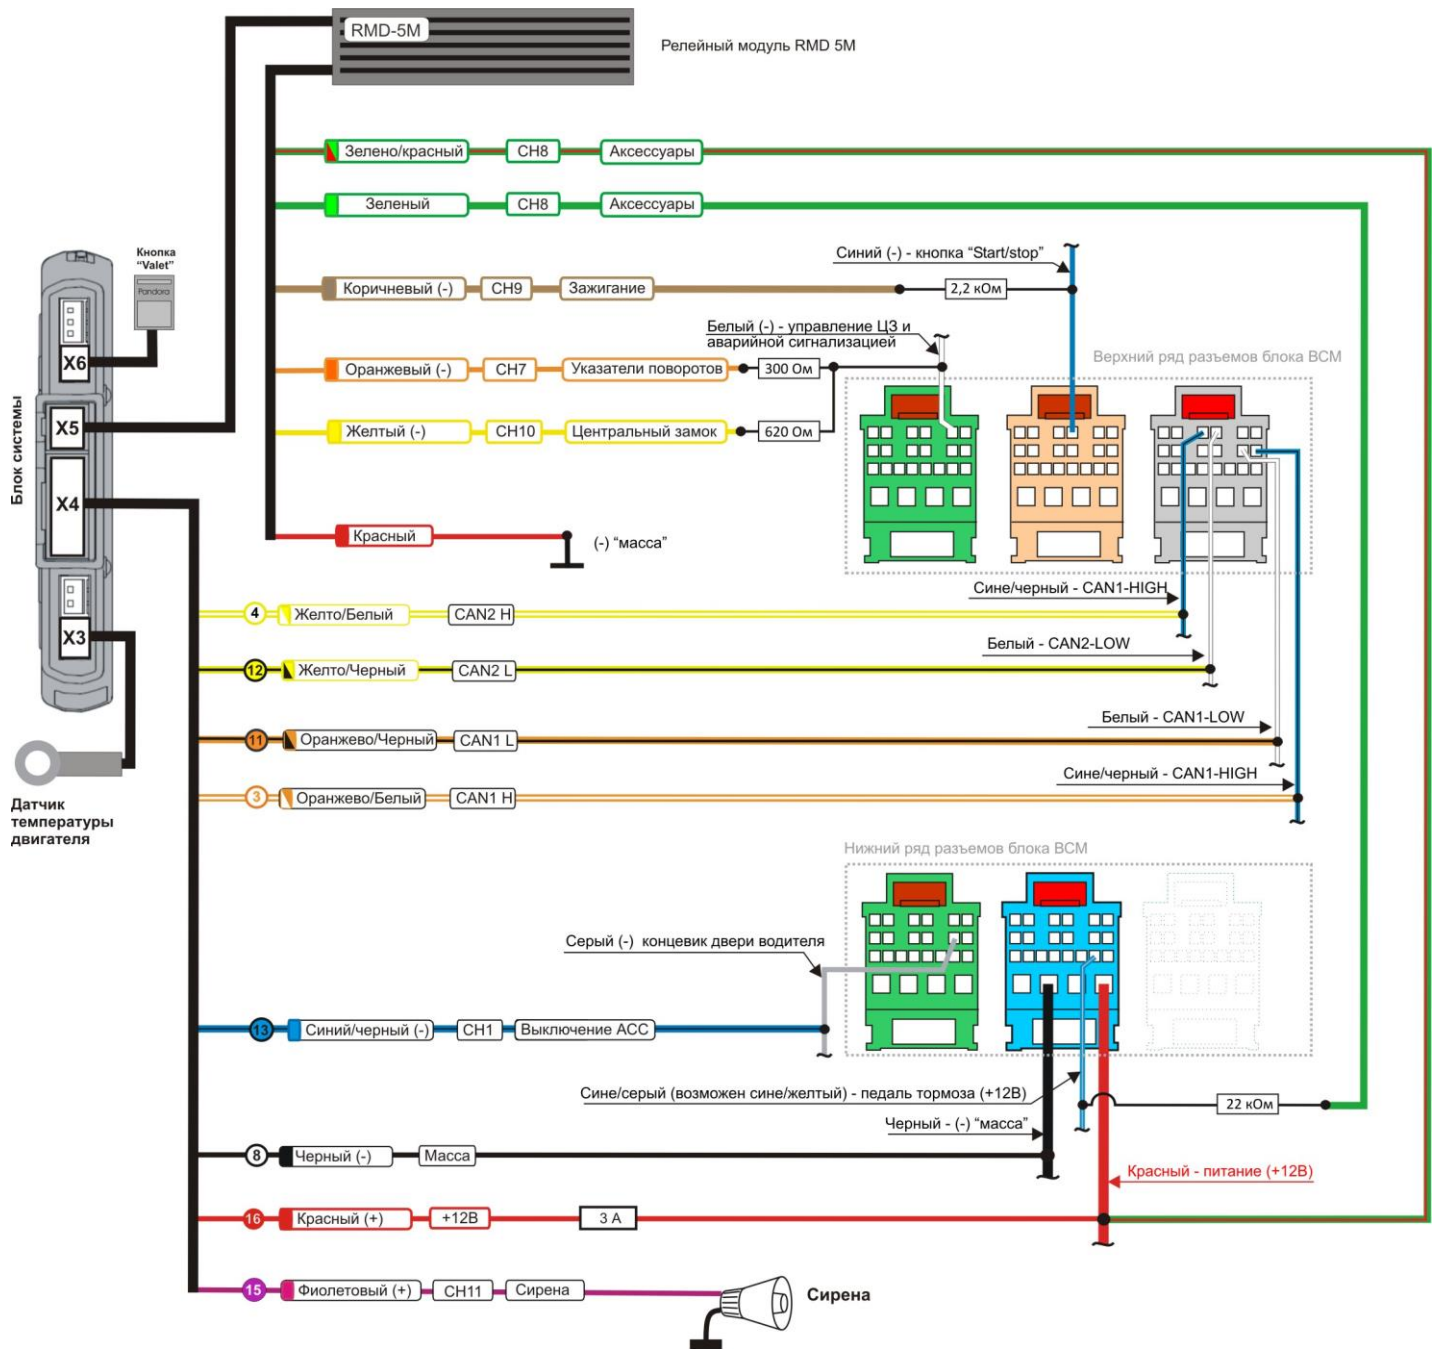 RMD-5M
Релейный модуль RMD 5M
Зелено/красный CH8 Аксессуары
Зеленый CH8 Аксессуары
Кнопка
"Valet"
Pandora
Синий (-) - кнопка "Start/stop"
Коричневый (-) CH9 Зажигание 2,2 кОм
Белый (-) - управление ЦЗ и
аварийной сигнализацией
Верхний ряд разъемов блока BCM
X6
Оранжевый (-) CH7 Указатели поворотов 300 Ом
Блок системы
X5
Желтый (-) CH10 Центральный замок 620 Ом
X4
Красный
(-) "масса"
Сине/черный - CAN1-HIGH
4 Желто/Белый CAN2 H
X3
Белый - CAN2-LOW
12 Желто/Черный CAN2 L
Белый - CAN1-LOW
11 Оранжево/Черный CAN1 L
Сине/черный - CAN1-HIGH
3 Оранжево/Белый CAN1 H
Датчик
температуры
двигателя
Нижний ряд разъемов блока BCM
Серый (-) концевик двери водителя
13 Синий/черный (-) CH1 Выключение ACC
Сине/серый (возможен сине/желтый) - педаль тормоза (+12В)
22 кОм
Черный - (-) "масса"
8 Черный (-) Масса
Красный - питание (+12В)
16 Красный (+) +12В 3 А
15 Фиолетовый (+) CH11 Сирена
Сирена